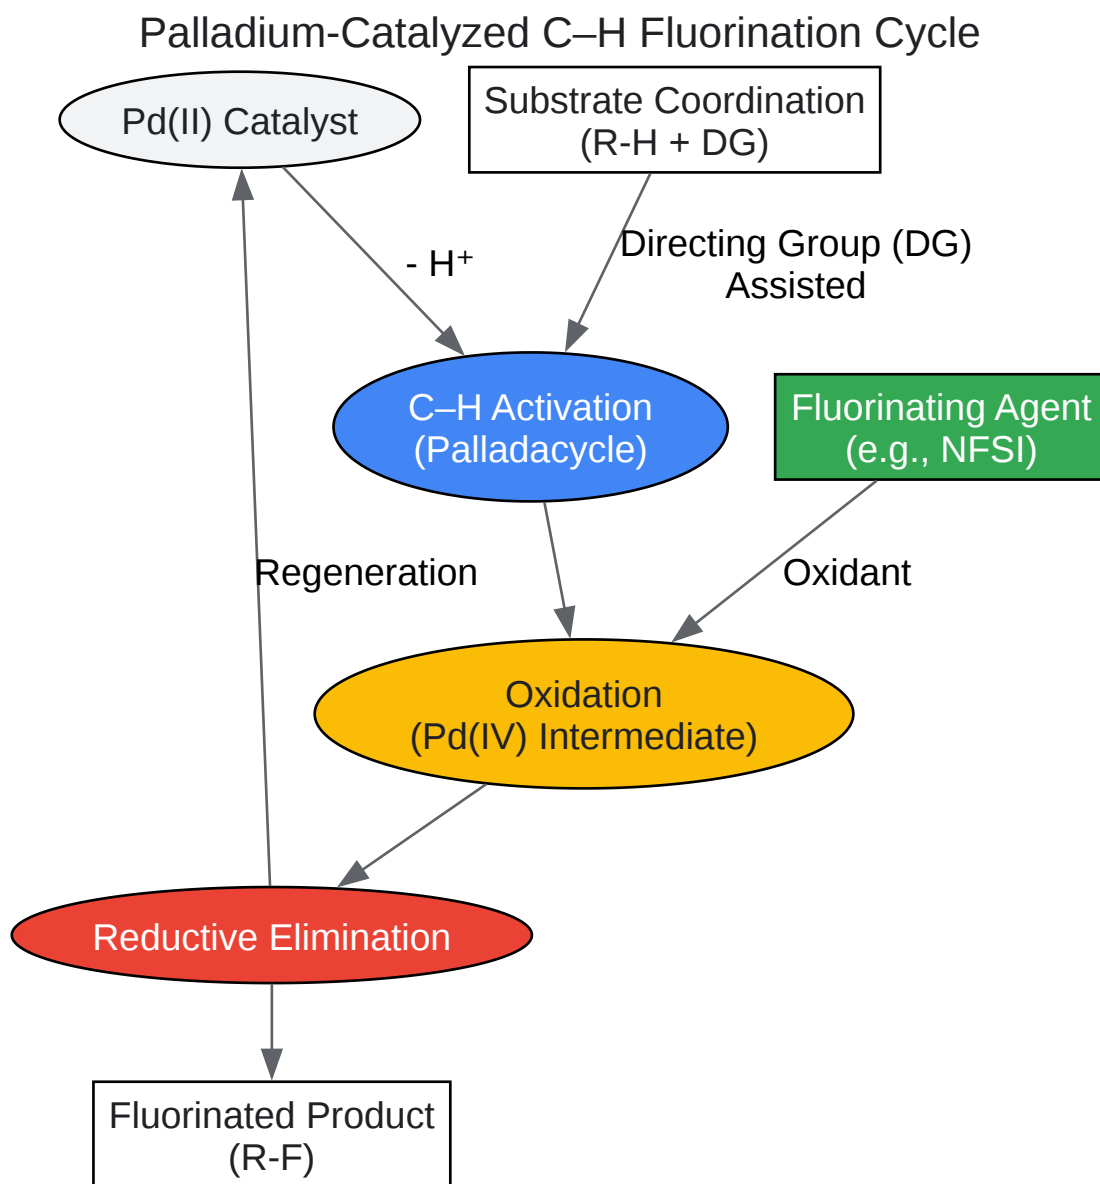 Palladium-Catalyzed C–H Fluorination Cycle
Pd(II) Catalyst
Substrate Coordination
(R-H + DG)
- H⁺
Directing Group (DG)
Assisted
C–H Activation
(Palladacycle)
Fluorinating Agent
(e.g., NFSI)
Regeneration
Oxidant
Oxidation
(Pd(IV) Intermediate)
Reductive Elimination
Fluorinated Product
(R-F)